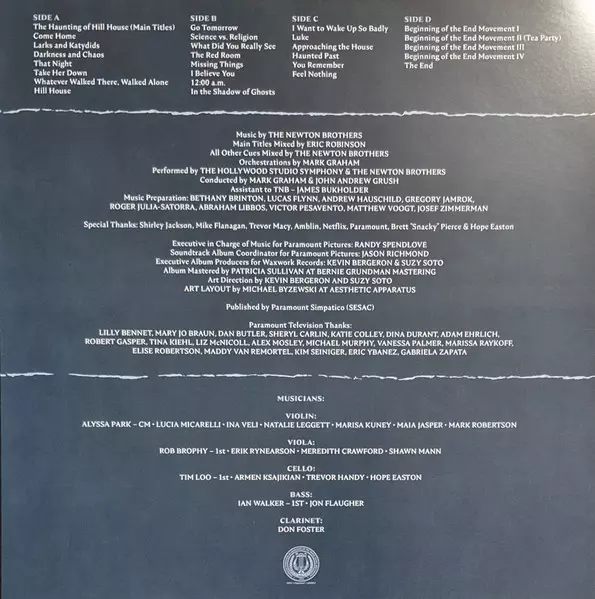 SIDE A
The Haunting of Hill House (Main Titles)
Come Home
Larks and Katydids
Darkness and Chaos
That Night
Take Her Down
Whatever Walked There, Walked Alone
Hill House
SIDE B
Go Tomorrow
Science vs. Religion
What Did You Really See
The Red Room
Missing Things
I Believe You
12:00 a.m.
In the Shadow of Ghosts
SIDE C
I Want to Wake Up So Badly
Luke
Approaching the House
Haunted Past
You Remember
Feel Nothing
SIDE D
Beginning of the End Movement I
Beginning of the End Movement II (Tea Party)
Beginning of the End Movement III
Beginning of the End Movement IV
The End
Music by THE NEWTON BROTHERS
Main Titles Mixed by ERIC ROBINSON
All Other Cues Mixed by THE NEWTON BROTHERS
Orchestrations by MARK GRAHAM
Performed by THE HOLLYWOOD STUDIO SYMPHONY & THE NEWTON BROTHERS
Conducted by MARK GRAHAM & JOHN ANDREW GRUSH
Assistant to TNB – JAMES BUKHOLDER
Music Preparation: BETHANY BRINTON, LUCAS FLYNN, ANDREW HAUSCHILD, GREGORY JAMROK,
ROGER JULIA-SATORRA, ABRAHAM LIBBOS, VICTOR PESAVENTO, MATTHEW VOOGT, JOSEF ZIMMERMAN
Special Thanks: Shirley Jackson, Mike Flanagan, Trevor Macy, Amblin, Netflix, Paramount, Brett "Snacky" Pierce & Hope Easton
Executive in Charge of Music for Paramount Pictures: RANDY SPENDLOVE
Soundtrack Album Coordinator for Paramount Pictures: JASON RICHMOND
Executive Album Producers for Waxwork Records: KEVIN BERGERON & SUZY SOTO
Album Mastered by PATRICIA SULLIVAN AT BERNIE GRUNDMAN MASTERING
Art Direction by KEVIN BERGERON AND SUZY SOTO
ART LAYOUT by MICHAEL BYZEWSKI AT AESTHETIC APPARATUS
Published by Paramount Simpatico (SESAC)
Paramount Television Thanks:
LILLY BENNET, MARY JO BRAUN, DAN BUTLER, SHERYL CARLIN, KATIE COLLEY, DINA DURANT, ADAM EHRLICH,
ROBERT GASPER, TINA KIEHL, LIZ McNICOLL, ALEX MOSLEY, MICHAEL MURPHY, VANESSA PALMER, MARISSA RAYKOFF,
ELISE ROBERTSON, MADDY VAN REMORTEL, KIM SEINIGER, ERIC YBANEZ, GABRIELA ZAPATA
MUSICIANS:
VIOLIN:
ALYSSA PARK – CM • LUCIA MICARELLI • INA VELI • NATALIE LEGGETT • MARISA KUNEY • MAIA JASPER • MARK ROBERTSON
VIOLA:
ROB BROPHY – 1st • ERIK RYNEARSON • MEREDITH CRAWFORD • SHAWN MANN
CELLO:
TIM LOO – 1st • ARMEN KSAJIKIAN • TREVOR HANDY • HOPE EASTON
BASS:
IAN WALKER – 1ST • JON FLAUGHER
CLARINET:
DON FOSTER